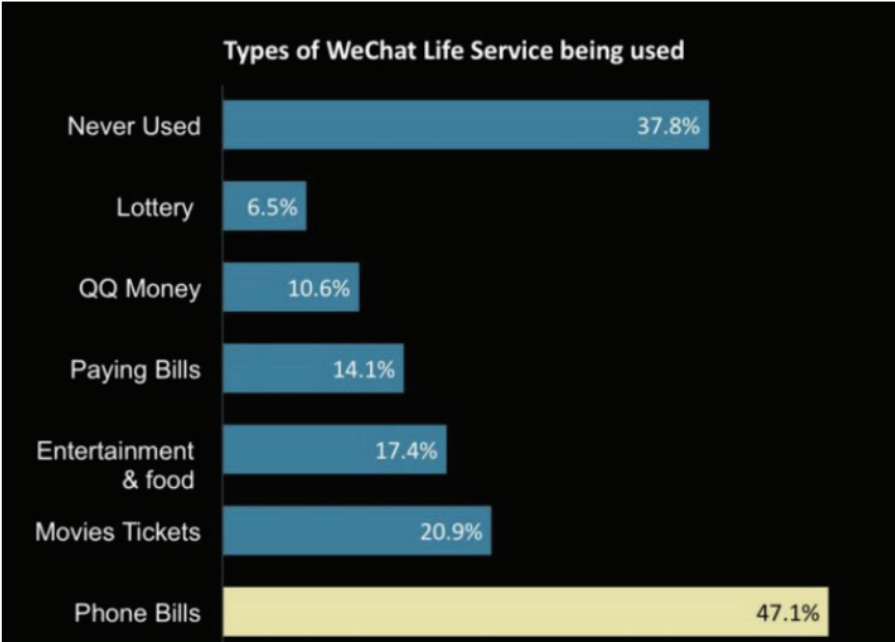 Types of WeChat Life Service being used
Never Used 37.8%
Lottery 6.5%
QQ Money 10.6%
Paying Bills 14.1%
Entertainment 17.4%
& food
Movies Tickets 20.9%
Phone Bills 47.1%